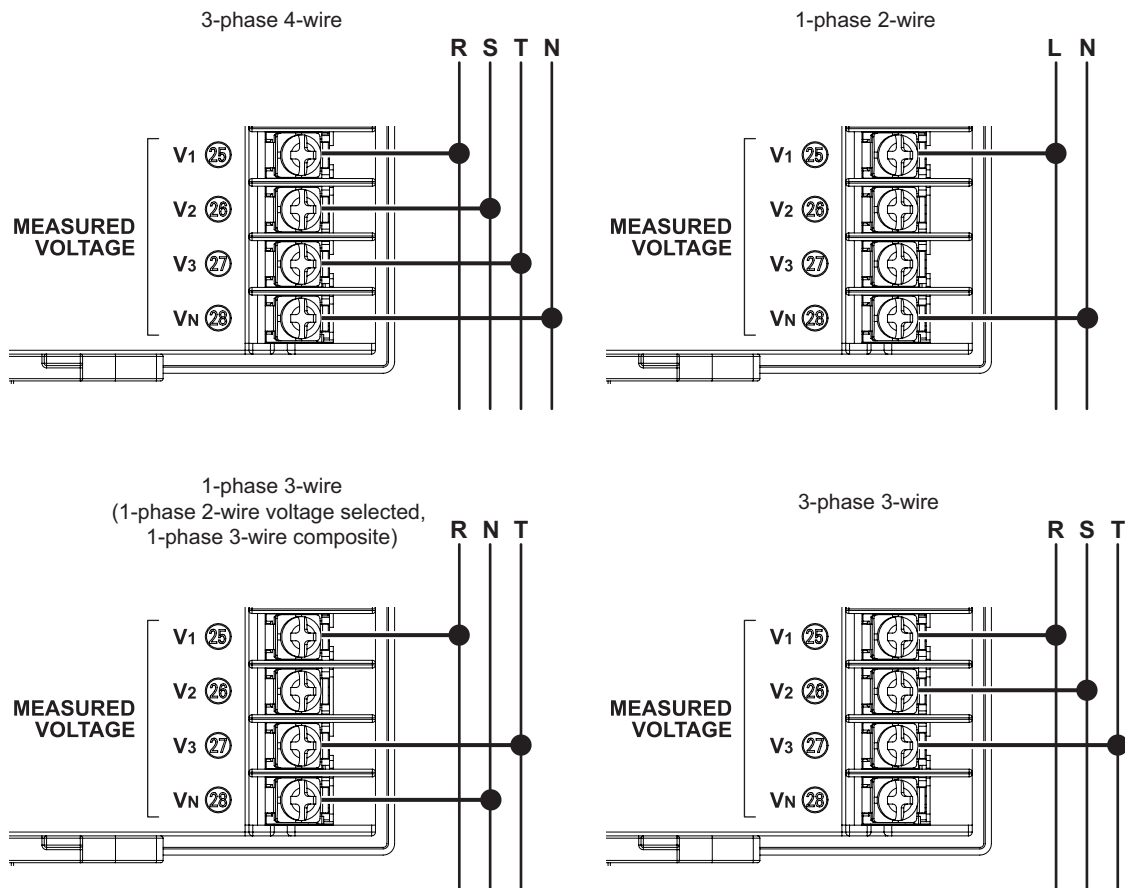 3-phase 4-wire
R S T N
V1 25
V2 26
MEASURED
VOLTAGE
V3 27
VN 28
1-phase 2-wire
L N
V1 25
V2 26
MEASURED
VOLTAGE
V3 27
VN 28
1-phase 3-wire
(1-phase 2-wire voltage selected,
1-phase 3-wire composite)
R N T
V1 25
V2 26
MEASURED
VOLTAGE
V3 27
VN 28
3-phase 3-wire
R S T
V1 25
V2 26
MEASURED
VOLTAGE
V3 27
VN 28